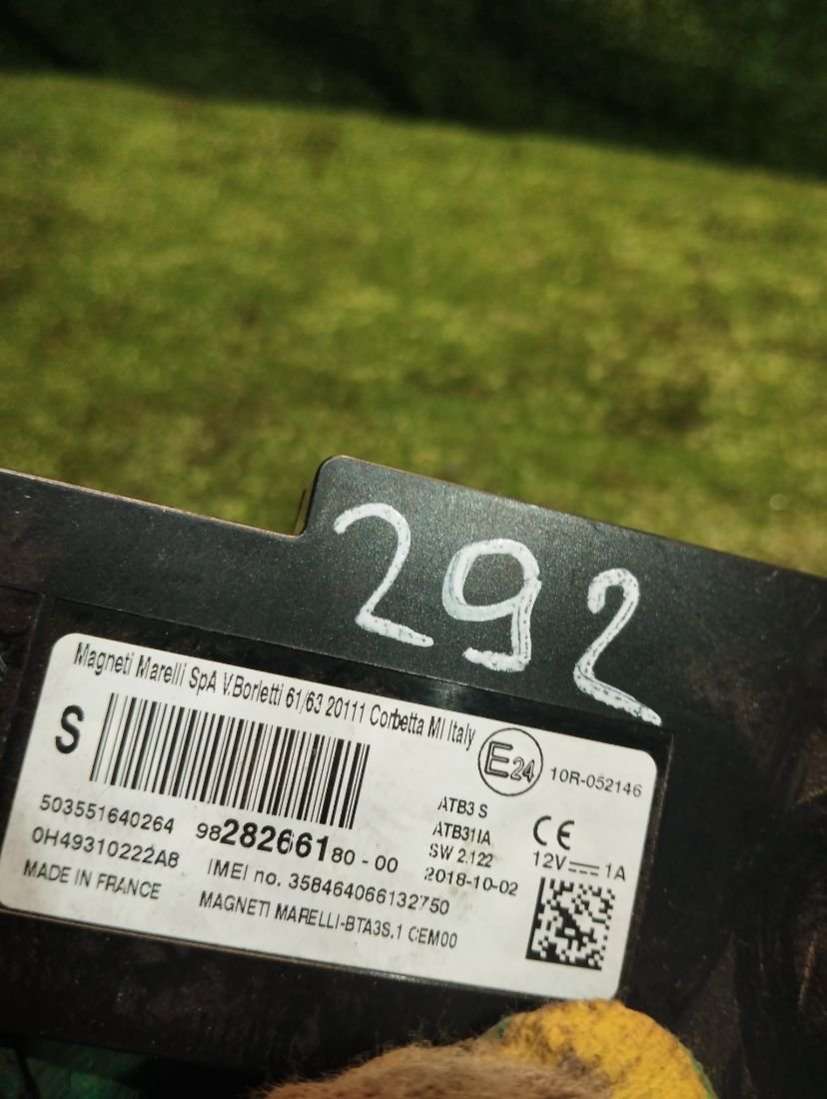 292
Magneti Marelli SpA V.Borletti 61/63 20111 Corbetta MI Italy
S
E24 10R-052146
503551640264
0H49310222A8
MADE IN FRANCE
9828266180-00
IMEI no. 358464066132750
MAGNETI MARELLI-BTA3S.1 CEM00
ATB3 S
ATB311A
SW 2.122
2018-10-02
CE
12V 1A